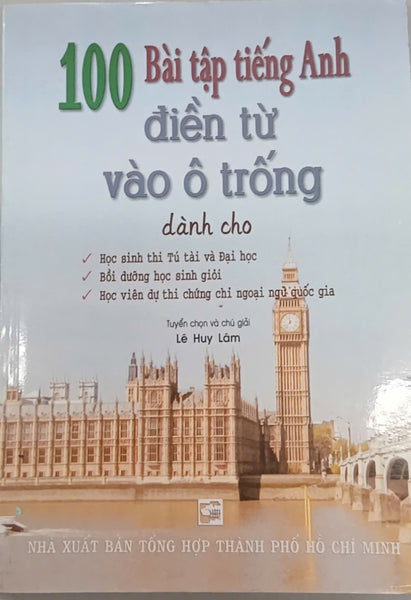 100 Bài tập tiếng Anh
điền từ
vào ô trống
dành cho
✓ Học sinh thi Tú tài và Đại học
✓ Bồi dưỡng học sinh giỏi
✓ Học viên dự thi chứng chỉ ngoại ngữ quốc gia
Tuyển chọn và chú giải
Lê Huy Lâm
NHÀ XUẤT BẢN TỔNG HỢP THÀNH PHỐ HỒ CHÍ MINH